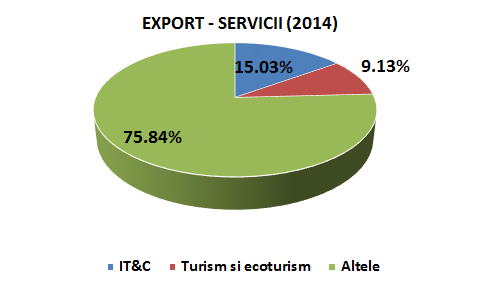 EXPORT - SERVICII (2014)
15.03%
9.13%
75.84%
IT&C
Turism si ecoturism
Altele